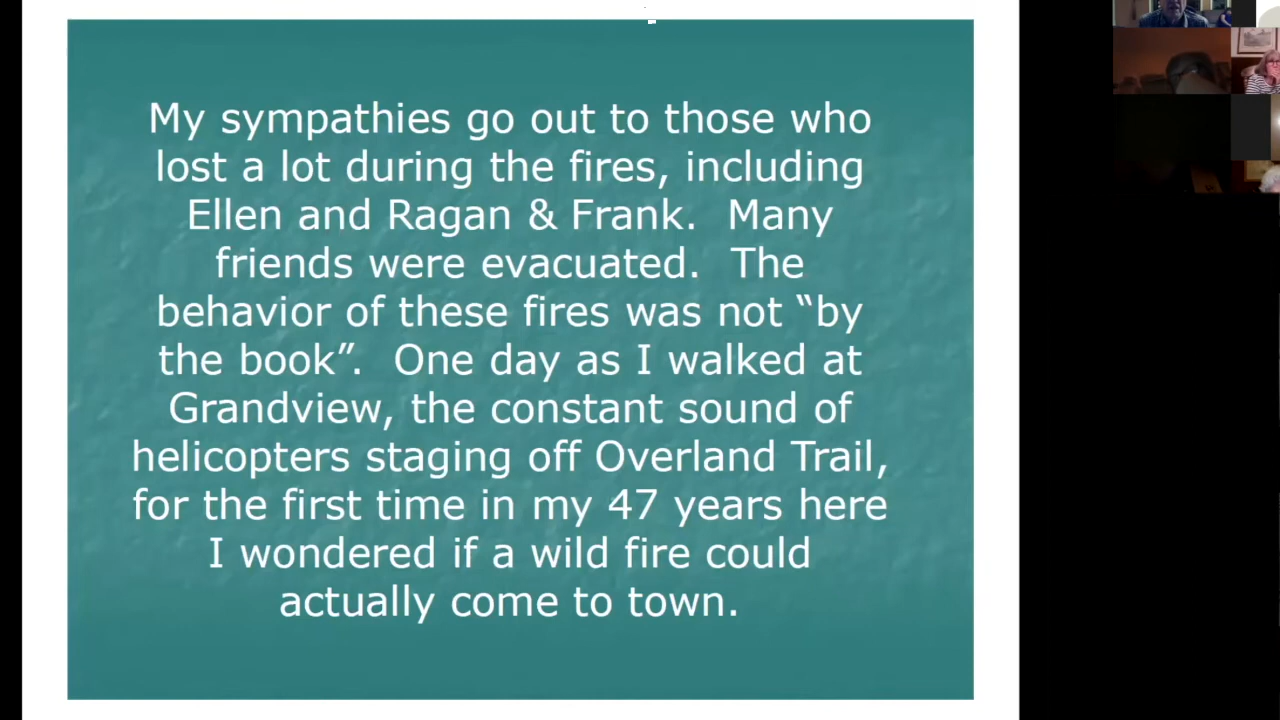 My sympathies go out to those who
lost a lot during the fires, including
Ellen and Ragan & Frank.  Many
friends were evacuated.  The
behavior of these fires was not “by
the book”.  One day as I walked at
Grandview, the constant sound of
helicopters staging off Overland Trail,
for the first time in my 47 years here
I wondered if a wild fire could
actually come to town.